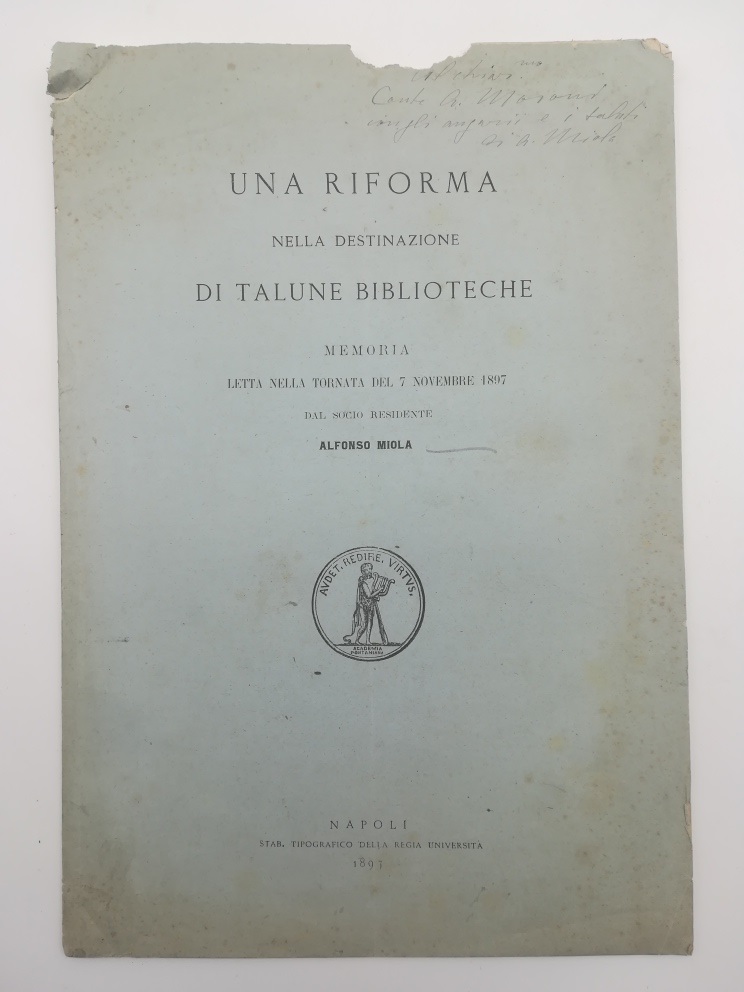 Al chiar.mo
Conte A.
cogli augurii e i saluti
di A. Miola
UNA RIFORMA
NELLA DESTINAZIONE
DI TALUNE BIBLIOTECHE
MEMORIA
LETTA NELLA TORNATA DEL 7 NOVEMBRE 1897
DAL SOCIO RESIDENTE
ALFONSO MIOLA
AVDET. REDIRE. VIRTVS.
ACADEMIA
PONTANIANA
NAPOLI
STAB. TIPOGRAFICO DELLA REGIA UNIVERSITÀ
1897